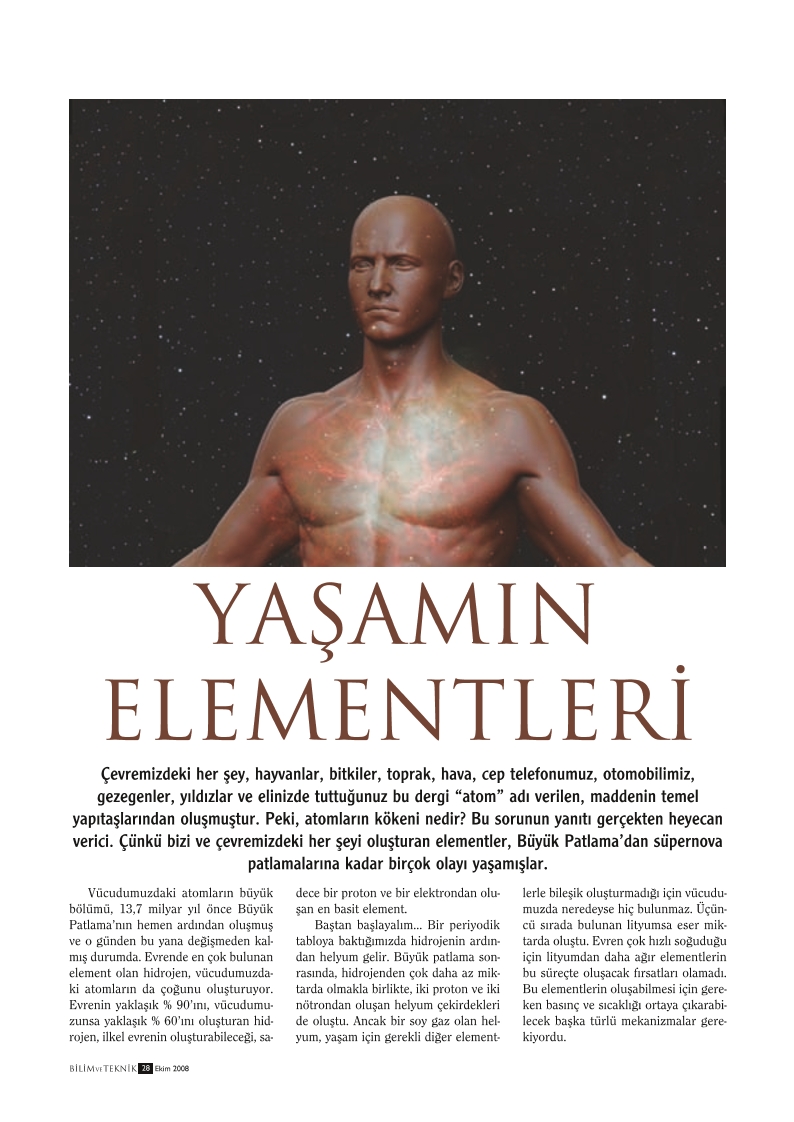 YAŞAMIN
ELEMENTLERİ
Çevremizdeki her şey, hayvanlar, bitkiler, toprak, hava, cep telefonumuz, otomobilimiz,
gezegenler, yıldızlar ve elinizde tuttuğunuz bu dergi “atom” adı verilen, maddenin temel
yapıtaşlarından oluşmuştur. Peki, atomların kökeni nedir? Bu sorunun yanıtı gerçekten heyecan
verici. Çünkü bizi ve çevremizdeki her şeyi oluşturan elementler, Büyük Patlama’dan süpernova
patlamalarına kadar birçok olayı yaşamışlar.
Vücudumuzdaki atomların büyük
bölümü, 13,7 milyar yıl önce Büyük
Patlama’nın hemen ardından oluşmuş
ve o günden bu yana değişmeden kal-
mış durumda. Evrende en çok bulunan
element olan hidrojen, vücudumuzda-
ki atomların da çoğunu oluşturuyor.
Evrenin yaklaşık % 90’ını, vücudumu-
zunsa yaklaşık % 60’ını oluşturan hid-
rojen, ilkel evrenin oluşturabileceği, sa-
dece bir proton ve bir elektrondan olu-
şan en basit element.
Baştan başlayalım... Bir periyodik
tabloya baktığımızda hidrojenin ardın-
dan helyum gelir. Büyük patlama son-
rasında, hidrojenden çok daha az mik-
tarda olmakla birlikte, iki proton ve iki
nötrondan oluşan helyum çekirdekleri
de oluştu. Ancak bir soy gaz olan hel-
yum, yaşam için gerekli diğer element-
lerle bileşik oluşturmadığı için vücudu-
muzda neredeyse hiç bulunmaz. Üçün-
cü sırada bulunan lityumsa eser mik-
tarda oluştu. Evren çok hızlı soğuduğu
için lityumdan daha ağır elementlerin
bu süreçte oluşacak fırsatları olamadı.
Bu elementlerin oluşabilmesi için gere-
ken basınç ve sıcaklığı ortaya çıkarabi-
lecek başka türlü mekanizmalar gere-
kiyordu.
BİLİM VE TEKNİK 28 Ekim 2008